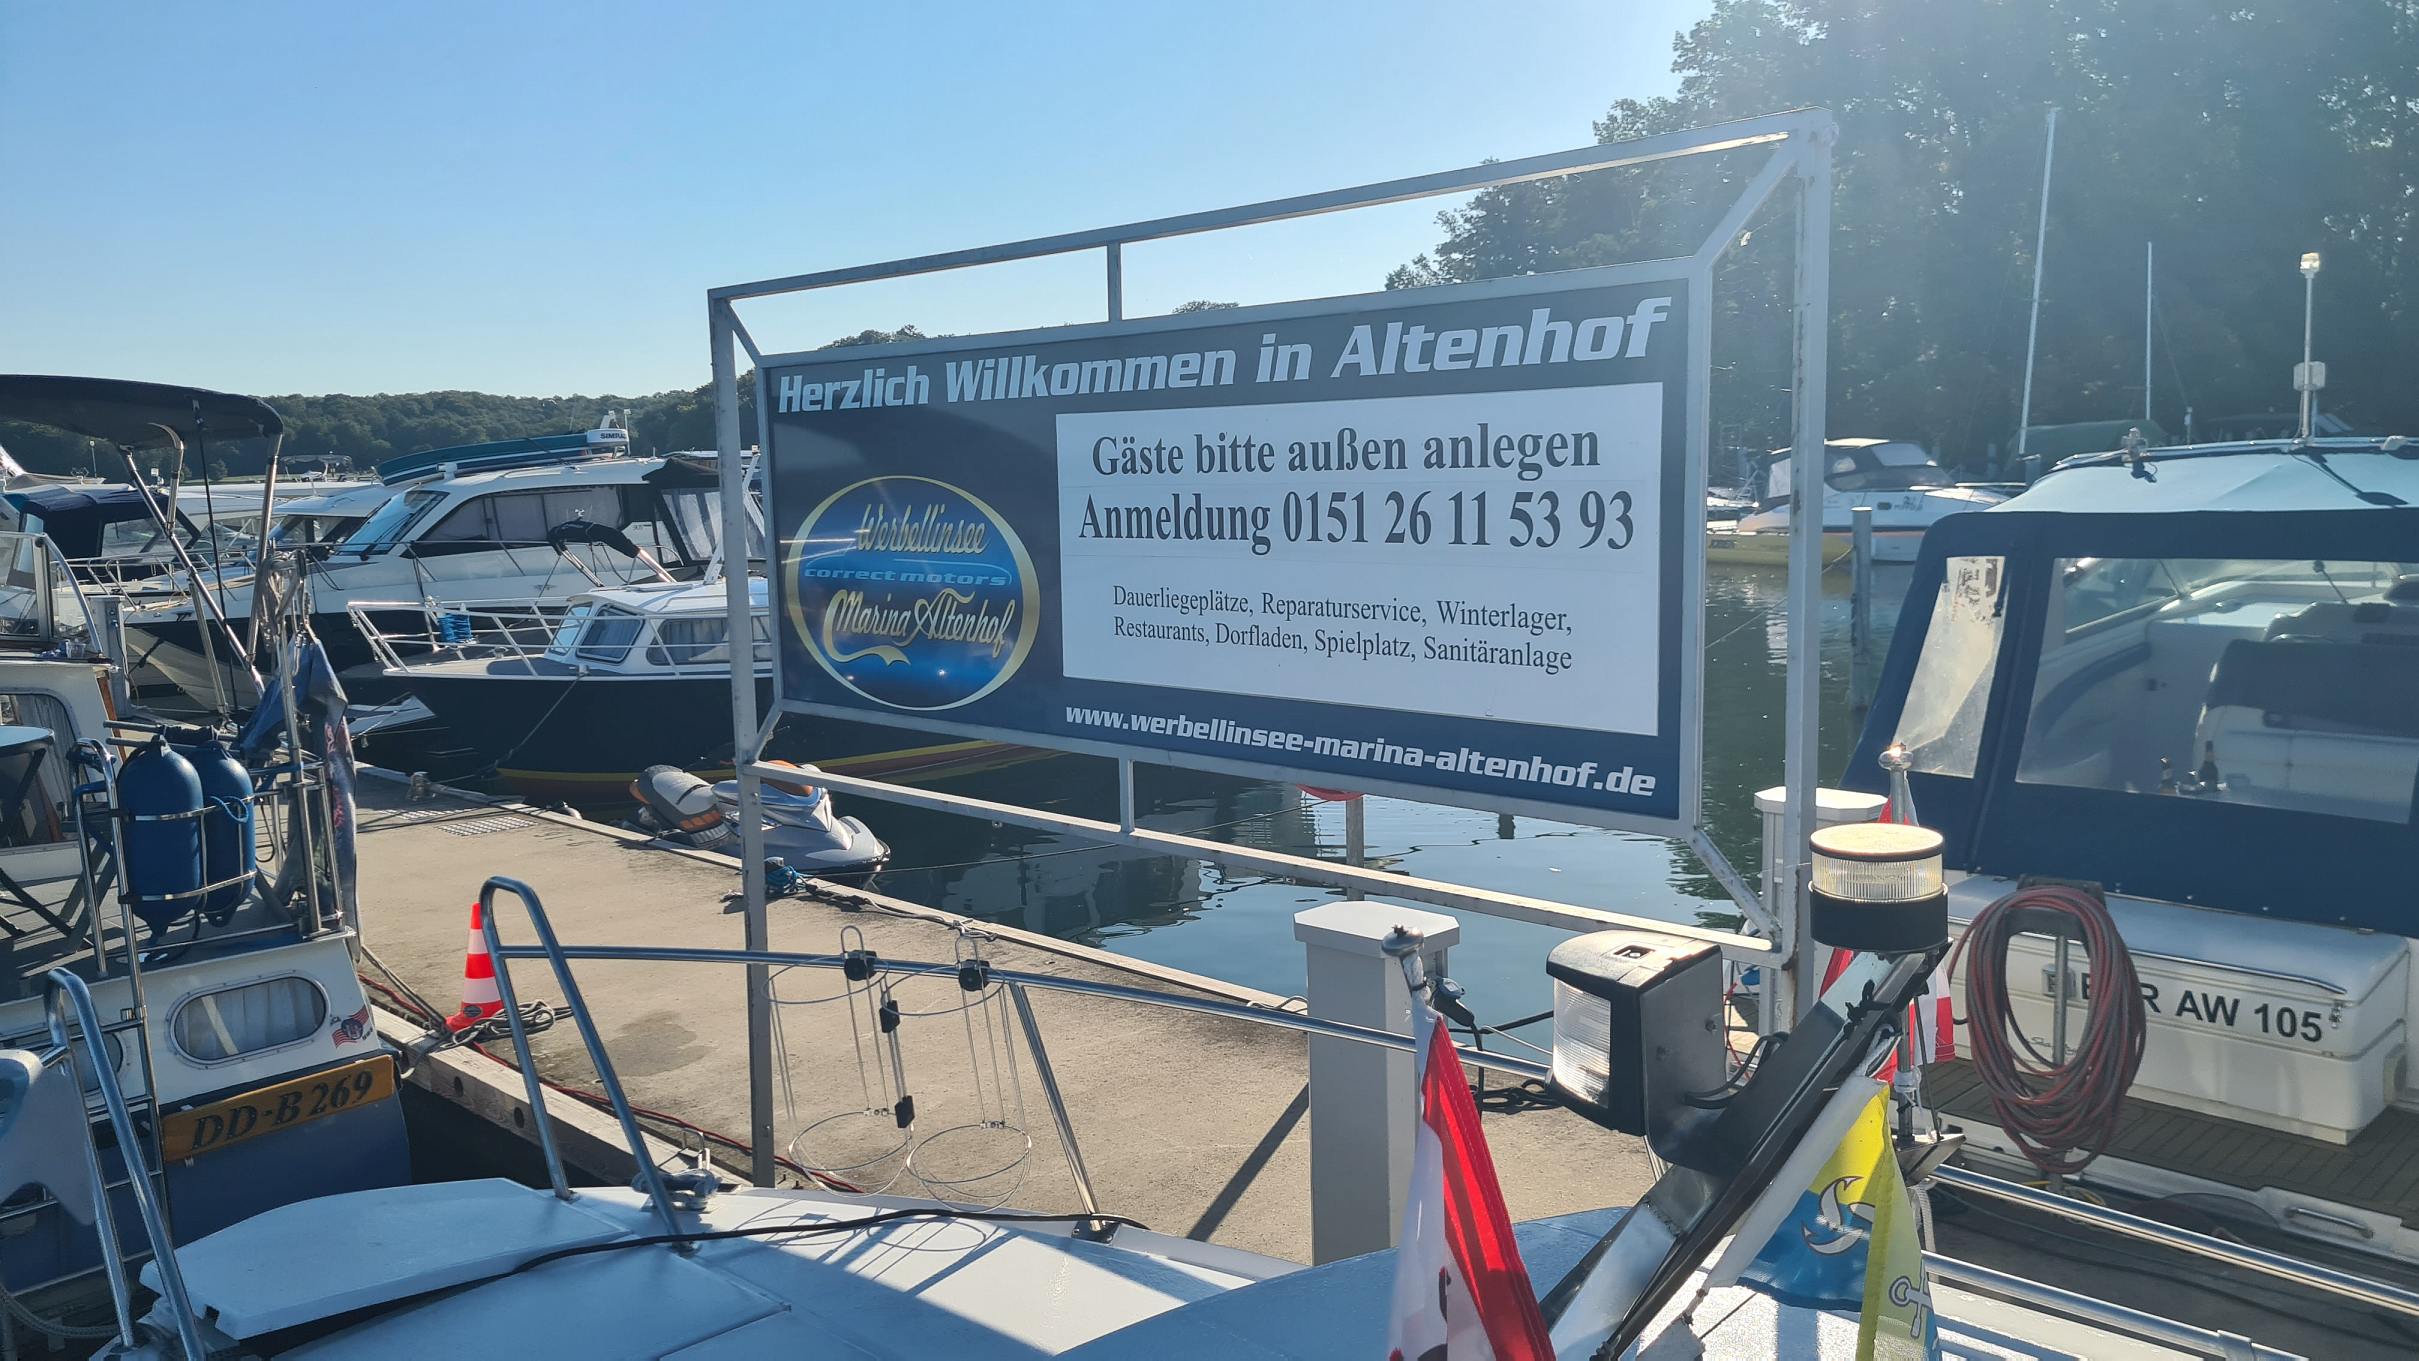 Herzlich Willkommen in Altenhof
Gäste bitte außen anlegen
Anmeldung 0151 26 11 53 93
Dauerliegeplätze, Reparaturservice, Winterlager,
Restaurants, Dorfladen, Spielplatz, Sanitäranlage
Werbellinsee
correct motors
Marina Altenhof
www.werbellinsee-marina-altenhof.de
DD-B 269
AW 105